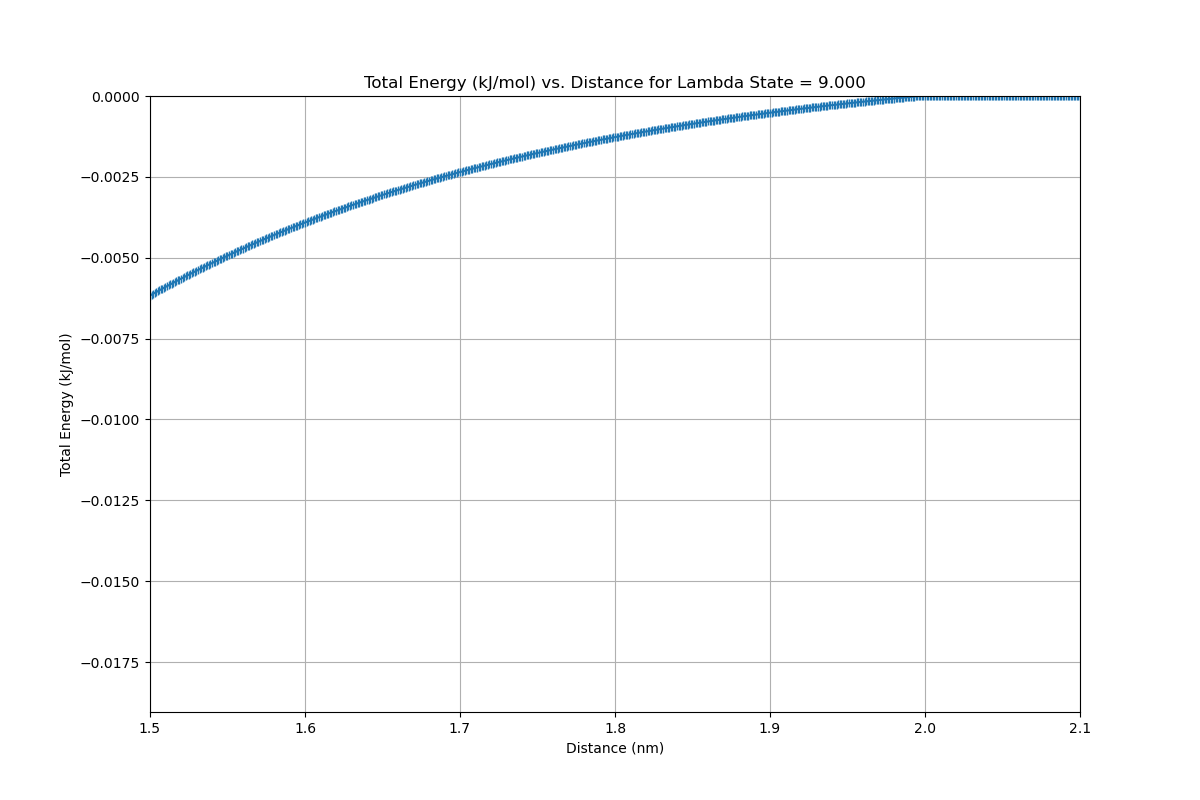 Total Energy (kJ/mol) vs. Distance for Lambda State = 9.000
0.0000
−0.0025
−0.0050
−0.0075
−0.0100
−0.0125
−0.0150
−0.0175
Total Energy (kJ/mol)
1.5 1.6 1.7 1.8 1.9 2.0 2.1
Distance (nm)